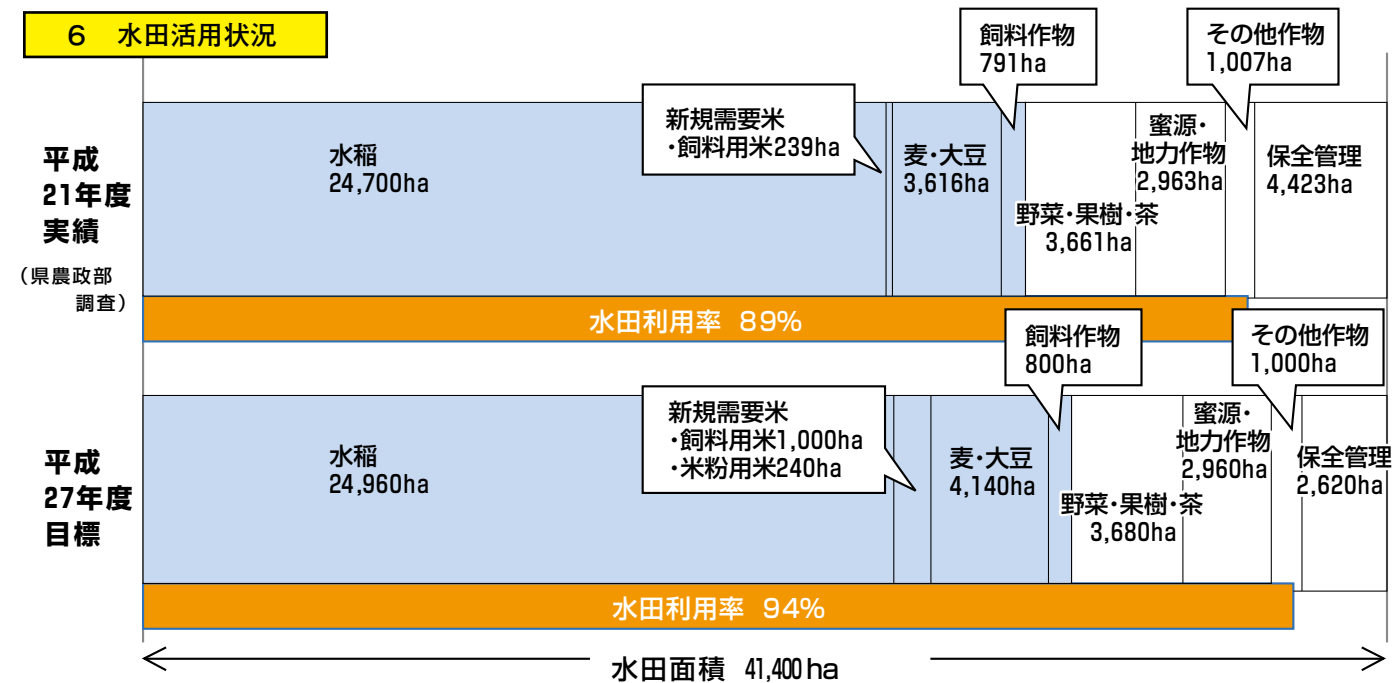 6 水田活用状況
平成
21年度
実績
(県農政部
調査)
水稲
24,700ha
新規需要米
・飼料用米239ha
麦・大豆
3,616ha
飼料作物
791ha
野菜・果樹・茶
3,661ha
蜜源・
地力作物
2,963ha
その他作物
1,007ha
保全管理
4,423ha
水田利用率 89%
平成
27年度
目標
水稲
24,960ha
新規需要米
・飼料用米1,000ha
・米粉用米240ha
麦・大豆
4,140ha
飼料作物
800ha
野菜・果樹・茶
3,680ha
蜜源・
地力作物
2,960ha
その他作物
1,000ha
保全管理
2,620ha
水田利用率 94%
水田面積 41,400ha